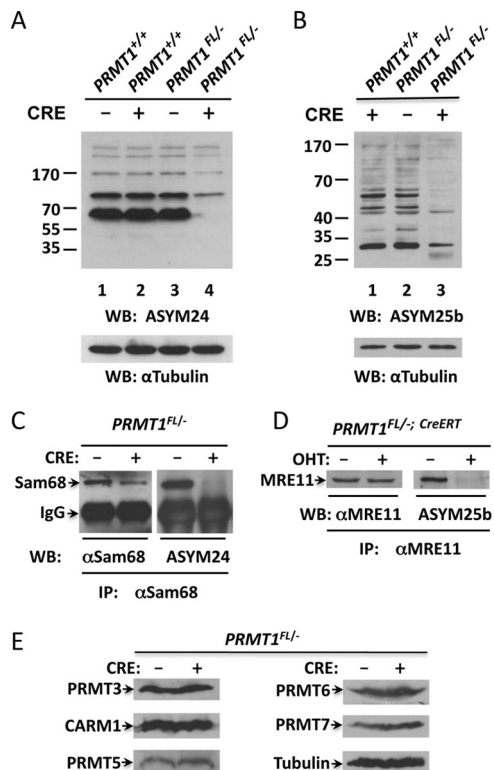 A
PRMT1+/+ PRMT1+/+ PRMT1FL/- PRMT1FL/-
CRE – + – +
170
70
55
35
1 2 3 4
WB: ASYM24
WB: αTubulin
B
PRMT1+/+ PRMT1FL/- PRMT1FL/-
+ – +
170
70
40
35
25
1 2 3
WB: ASYM25b
WB: αTubulin
C
PRMT1FL/-
CRE: – + – +
Sam68
IgG
WB: αSam68 ASYM24
IP: αSam68
D
PRMT1FL/-; CreERT
OHT: – + – +
MRE11
WB: αMRE11 ASYM25b
IP: αMRE11
E
PRMT1FL/-
CRE: – +
PRMT3
CARM1
PRMT5
CRE: – +
PRMT6
PRMT7
Tubulin